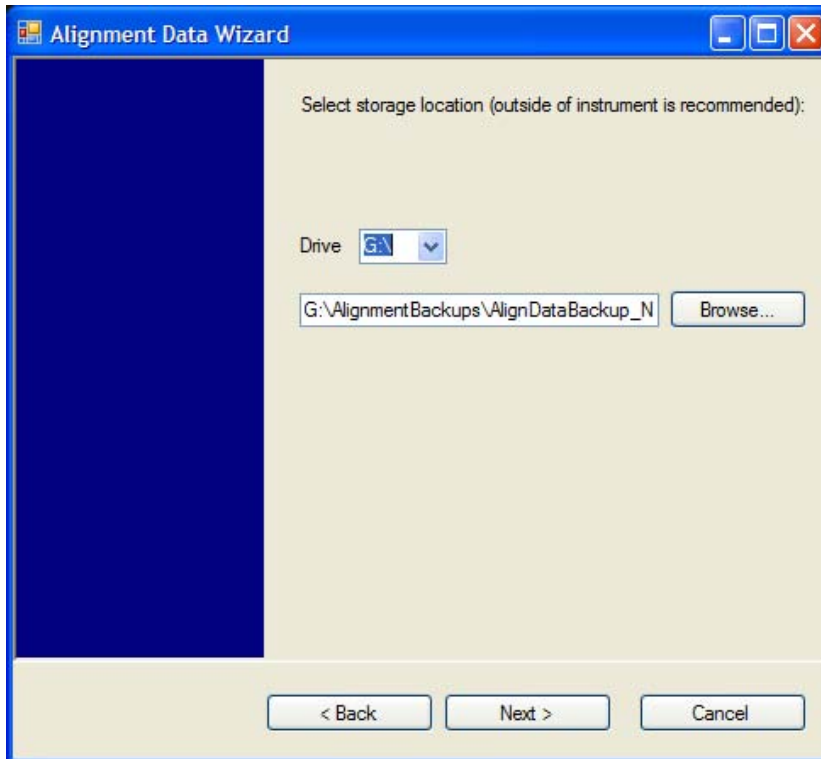 Alignment Data Wizard
Select storage location (outside of instrument is recommended):
Drive G:\
G:\AlignmentBackups\AlignDataBackup_N Browse...
< Back Next > Cancel